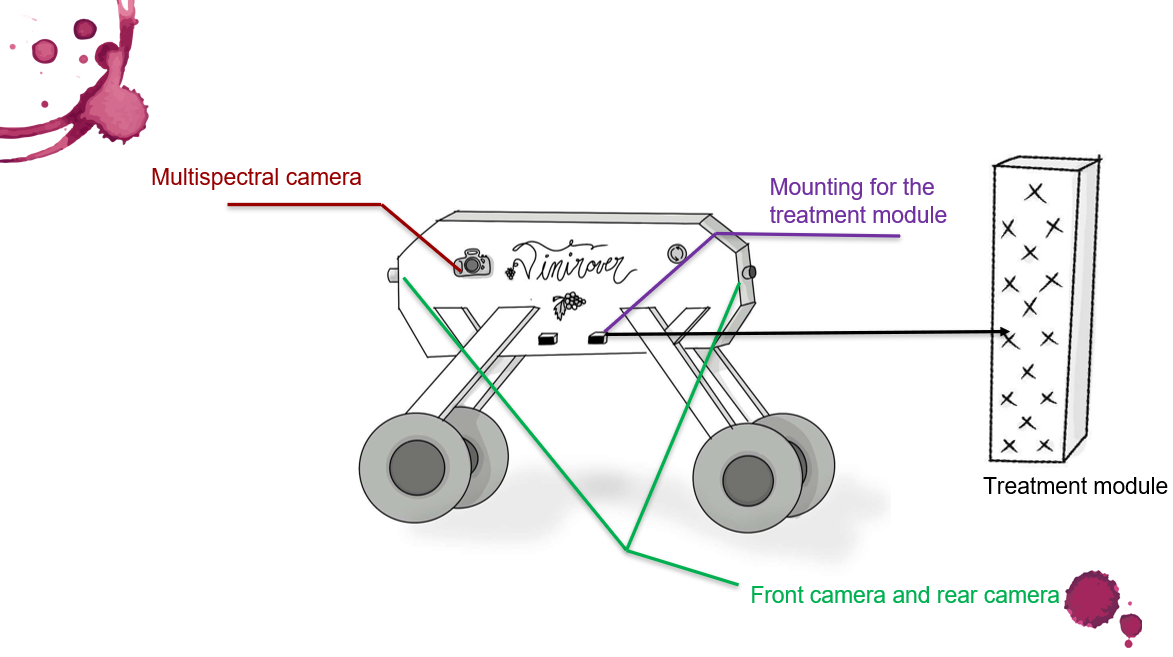 Multispectral camera
Mounting for the
treatment module
Vinirover
Treatment module
Front camera and rear camera